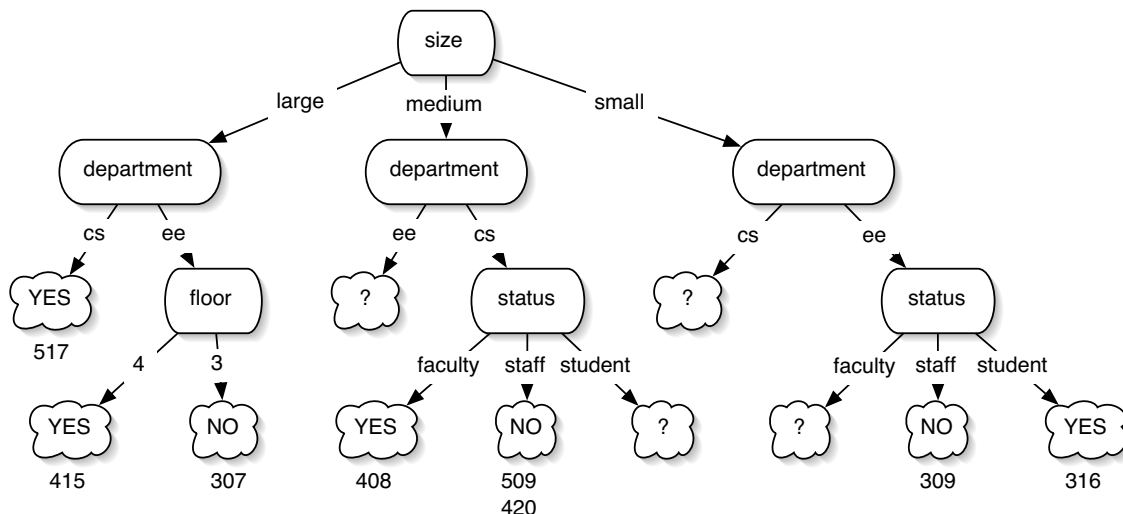 size
large
medium
small
department
department
department
cs
ee
ee
cs
cs
ee
YES
floor
?
status
?
status
517
4
3
faculty
staff
student
faculty
staff
student
YES
NO
YES
NO
?
?
NO
YES
415
307
408
509
309
316
420